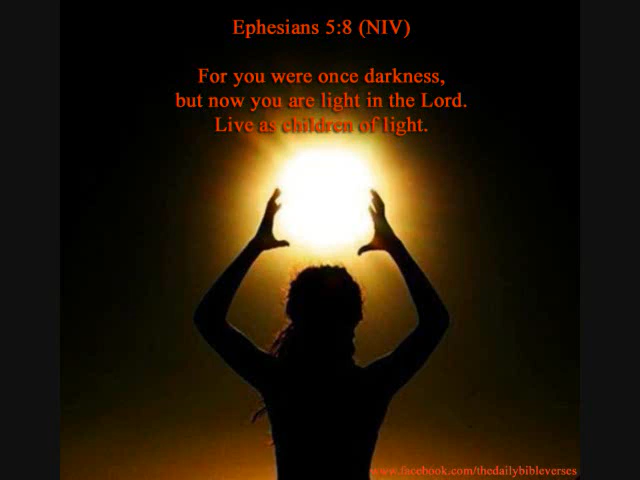 Ephesians 5:8 (NIV)
For you were once darkness,
but now you are light in the Lord.
Live as children of light.
www.facebook.com/thedailybibleverses